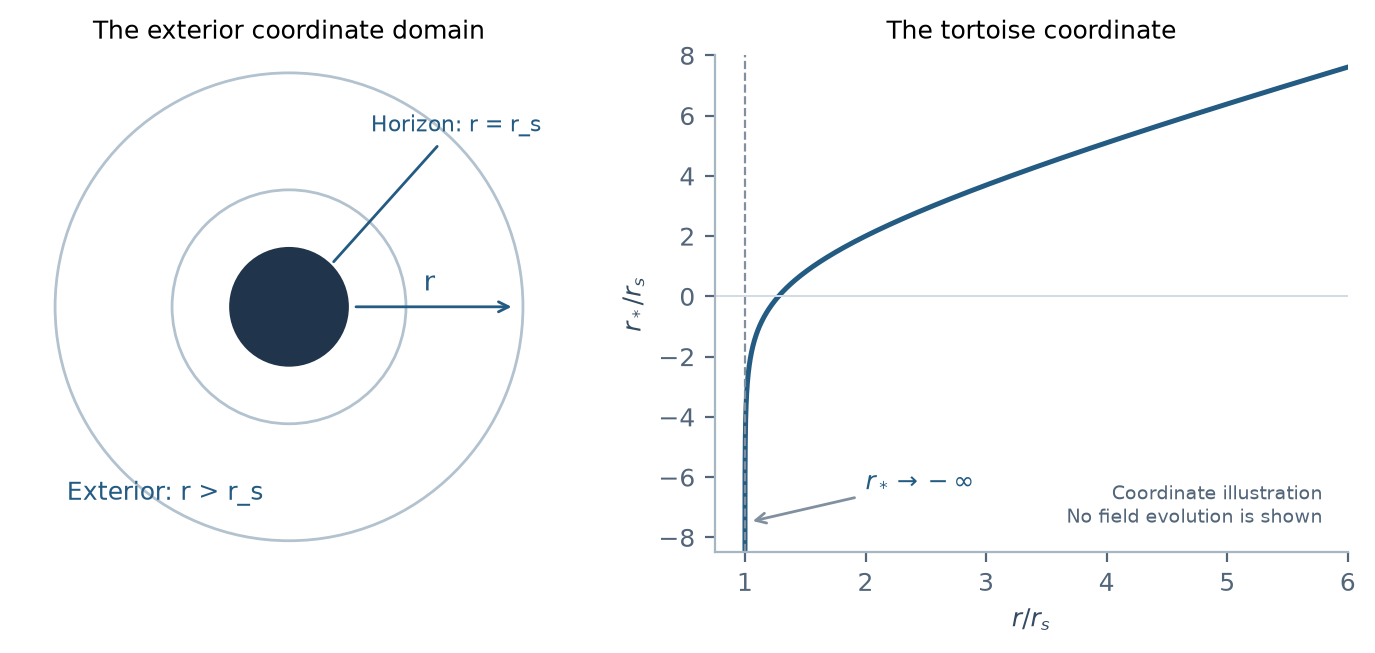 The exterior coordinate domain
Horizon: r = r_s
r
Exterior: r > r_s
The tortoise coordinate
8
6
4
2
0
−2
−4
−6
−8
r*/rₛ
r* → − ∞
Coordinate illustration
No field evolution is shown
1 2 3 4 5 6
r/rₛ